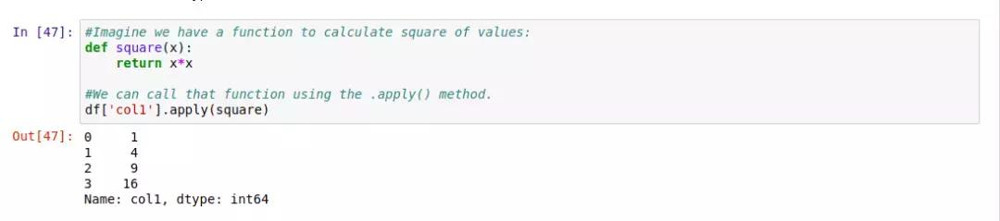 In [47]: #Imagine we have a function to calculate square of values:
def square(x):
    return x*x
#We can call that function using the .apply() method.
df['col1'].apply(square)
Out[47]: 0     1
1     4
2     9
3    16
Name: col1, dtype: int64